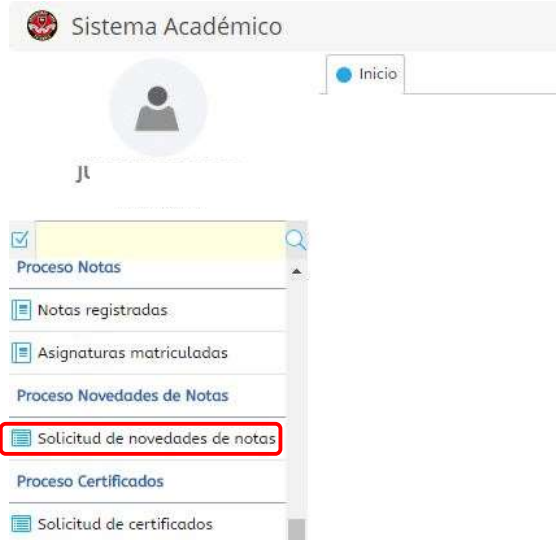 Sistema Académico
Inicio
Proceso Notas
Notas registradas
Asignaturas matriculadas
Proceso Novedades de Notas
Solicitud de novedades de notas
Proceso Certificados
Solicitud de certificados